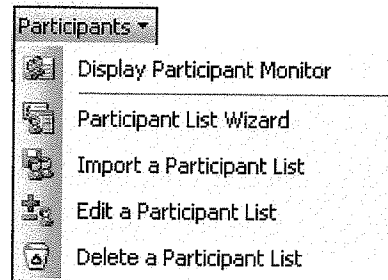 Participants
Display Participant Monitor
Participant List Wizard
Import a Participant List
Edit a Participant List
Delete a Participant List